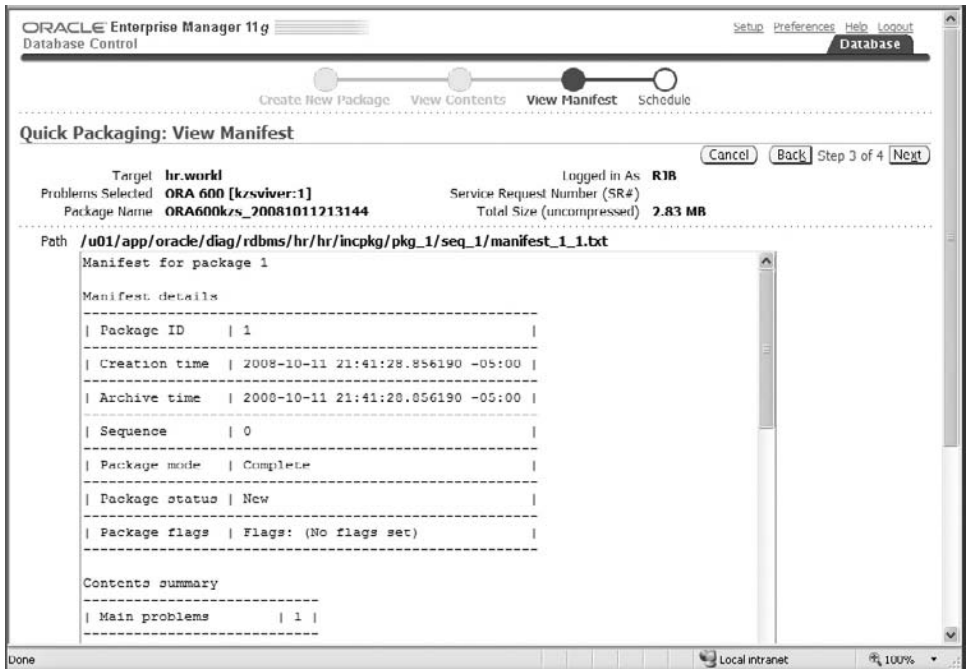 ORACLE Enterprise Manager 11g
Database Control
Setup Preferences Help Logout
Database
Create New Package View Contents View Manifest Schedule
Quick Packaging: View Manifest
Cancel Back Step 3 of 4 Next
Target hr.world
Logged in As RJB
Problems Selected ORA 600 [kzsviver:1]
Service Request Number (SR#)
Package Name ORA600kzs_20081011213144
Total Size (uncompressed) 2.83 MB
Path /u01/app/oracle/diag/rdbms/hr/hr/incpkg/pkg_1/seq_1/manifest_1_1.txt
Manifest for package 1
Manifest details
| Package ID | 1 |
| Creation time | 2008-10-11 21:41:28.856190 -05:00 |
| Archive time | 2008-10-11 21:41:28.856190 -05:00 |
| Sequence | 0 |
| Package mode | Complete |
| Package status | New |
| Package flags | Flags: (No flags set) |
Contents summary
| Main problems | 1 |
Done
Local intranet
100%